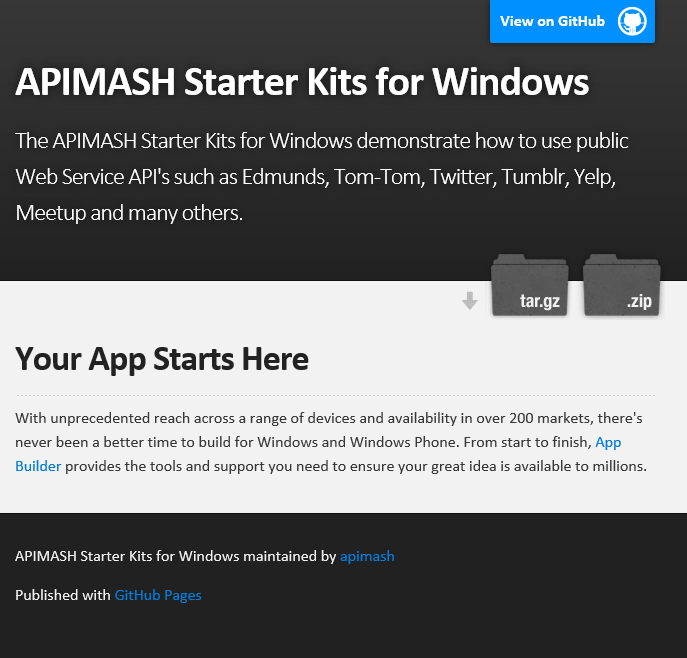 View on GitHub
APIMASH Starter Kits for Windows
The APIMASH Starter Kits for Windows demonstrate how to use public
Web Service API's such as Edmunds, Tom-Tom, Twitter, Tumblr, Yelp,
Meetup and many others.
tar.gz .zip
Your App Starts Here
With unprecedented reach across a range of devices and availability in over 200 markets, there's
never been a better time to build for Windows and Windows Phone. From start to finish, App
Builder provides the tools and support you need to ensure your great idea is available to millions.
APIMASH Starter Kits for Windows maintained by apimash
Published with GitHub Pages